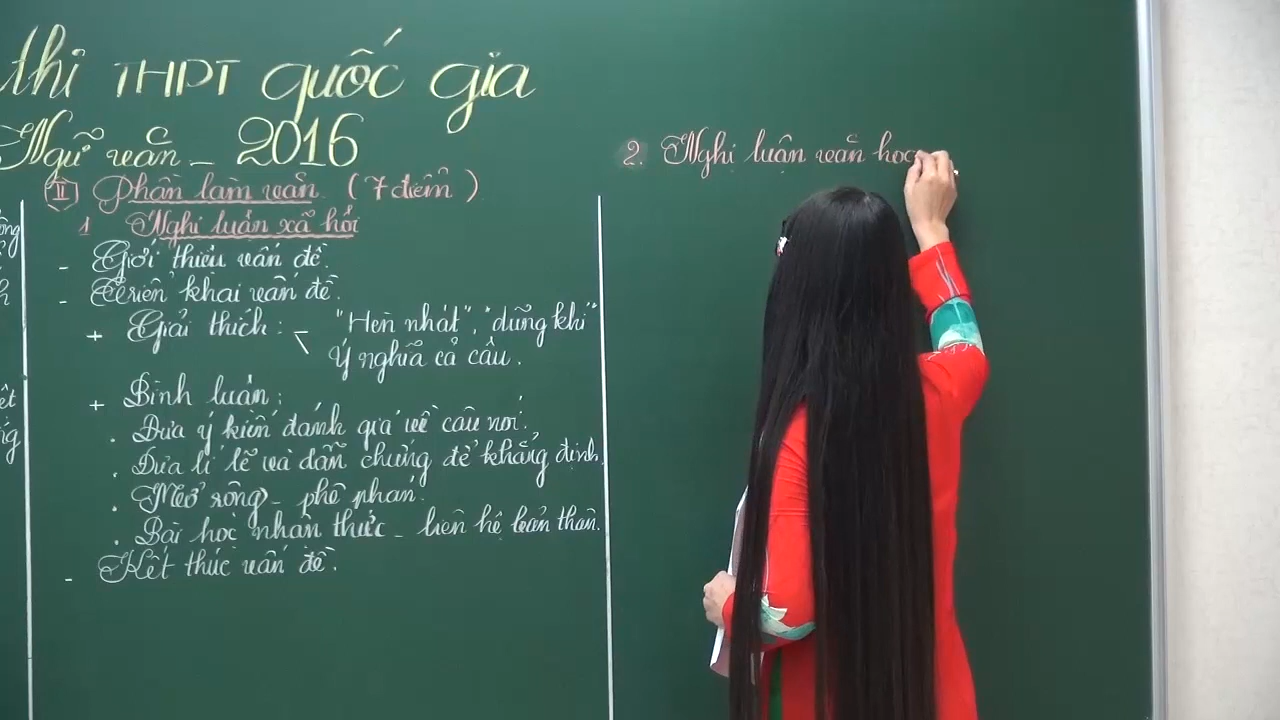 thi THPT quốc gia
Ngữ văn - 2016
II Phần làm văn (7 điểm)
1 Nghị luận xã hội
- Giới thiệu vấn đề.
- Triển khai vấn đề.
+ Giải thích: - "Hèn nhát", "dũng khí"
Ý nghĩa cả câu.
+ Bình luận:
. Đưa ý kiến đánh giá về câu nói.
. Đưa lí lẽ và dẫn chứng để khẳng định.
. Mở rộng - phê phán.
. Bài học nhận thức - liên hệ bản thân.
- Kết thúc vấn đề.
2. Nghị luận văn học